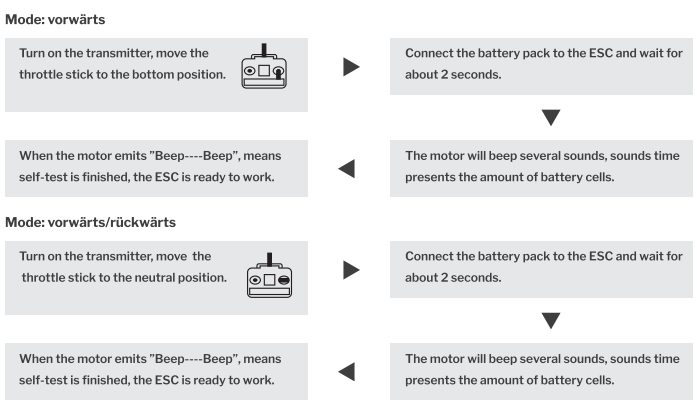 Mode: vorwärts
Turn on the transmitter, move the
throttle stick to the bottom position.
Connect the battery pack to the ESC and wait for
about 2 seconds.
The motor will beep several sounds, sounds time
presents the amount of battery cells.
When the motor emits ”Beep----Beep”, means
self-test is finished, the ESC is ready to work.
Mode: vorwärts/rückwärts
Turn on the transmitter, move the
throttle stick to the neutral position.
Connect the battery pack to the ESC and wait for
about 2 seconds.
The motor will beep several sounds, sounds time
presents the amount of battery cells.
When the motor emits ”Beep----Beep”, means
self-test is finished, the ESC is ready to work.